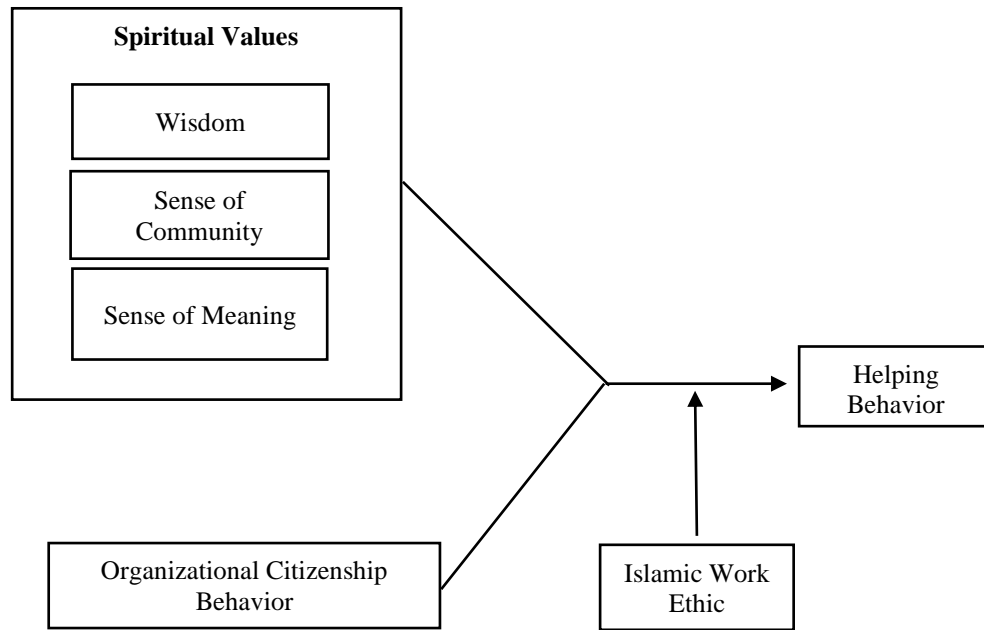 Spiritual Values
Wisdom
Sense of
Community
Sense of Meaning
Helping
Behavior
Organizational Citizenship
Behavior
Islamic Work
Ethic